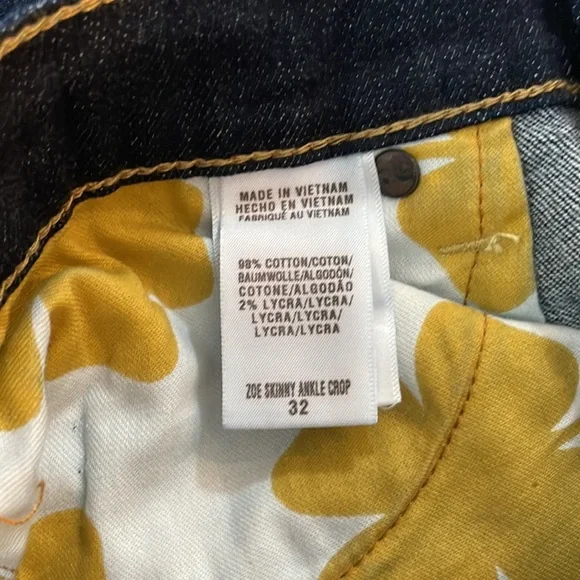 MADE IN VIETNAM
HECHO EN VIETNAM
FABRIQUÉ AU VIETNAM
98% COTTON/COTON/
BAUMWOLLE/ALGODÓN/
COTONE/ALGODÃO
2% LYCRA/LYCRA/
LYCRA/LYCRA/
LYCRA/LYCRA
ZOE SKINNY ANKLE CROP
32